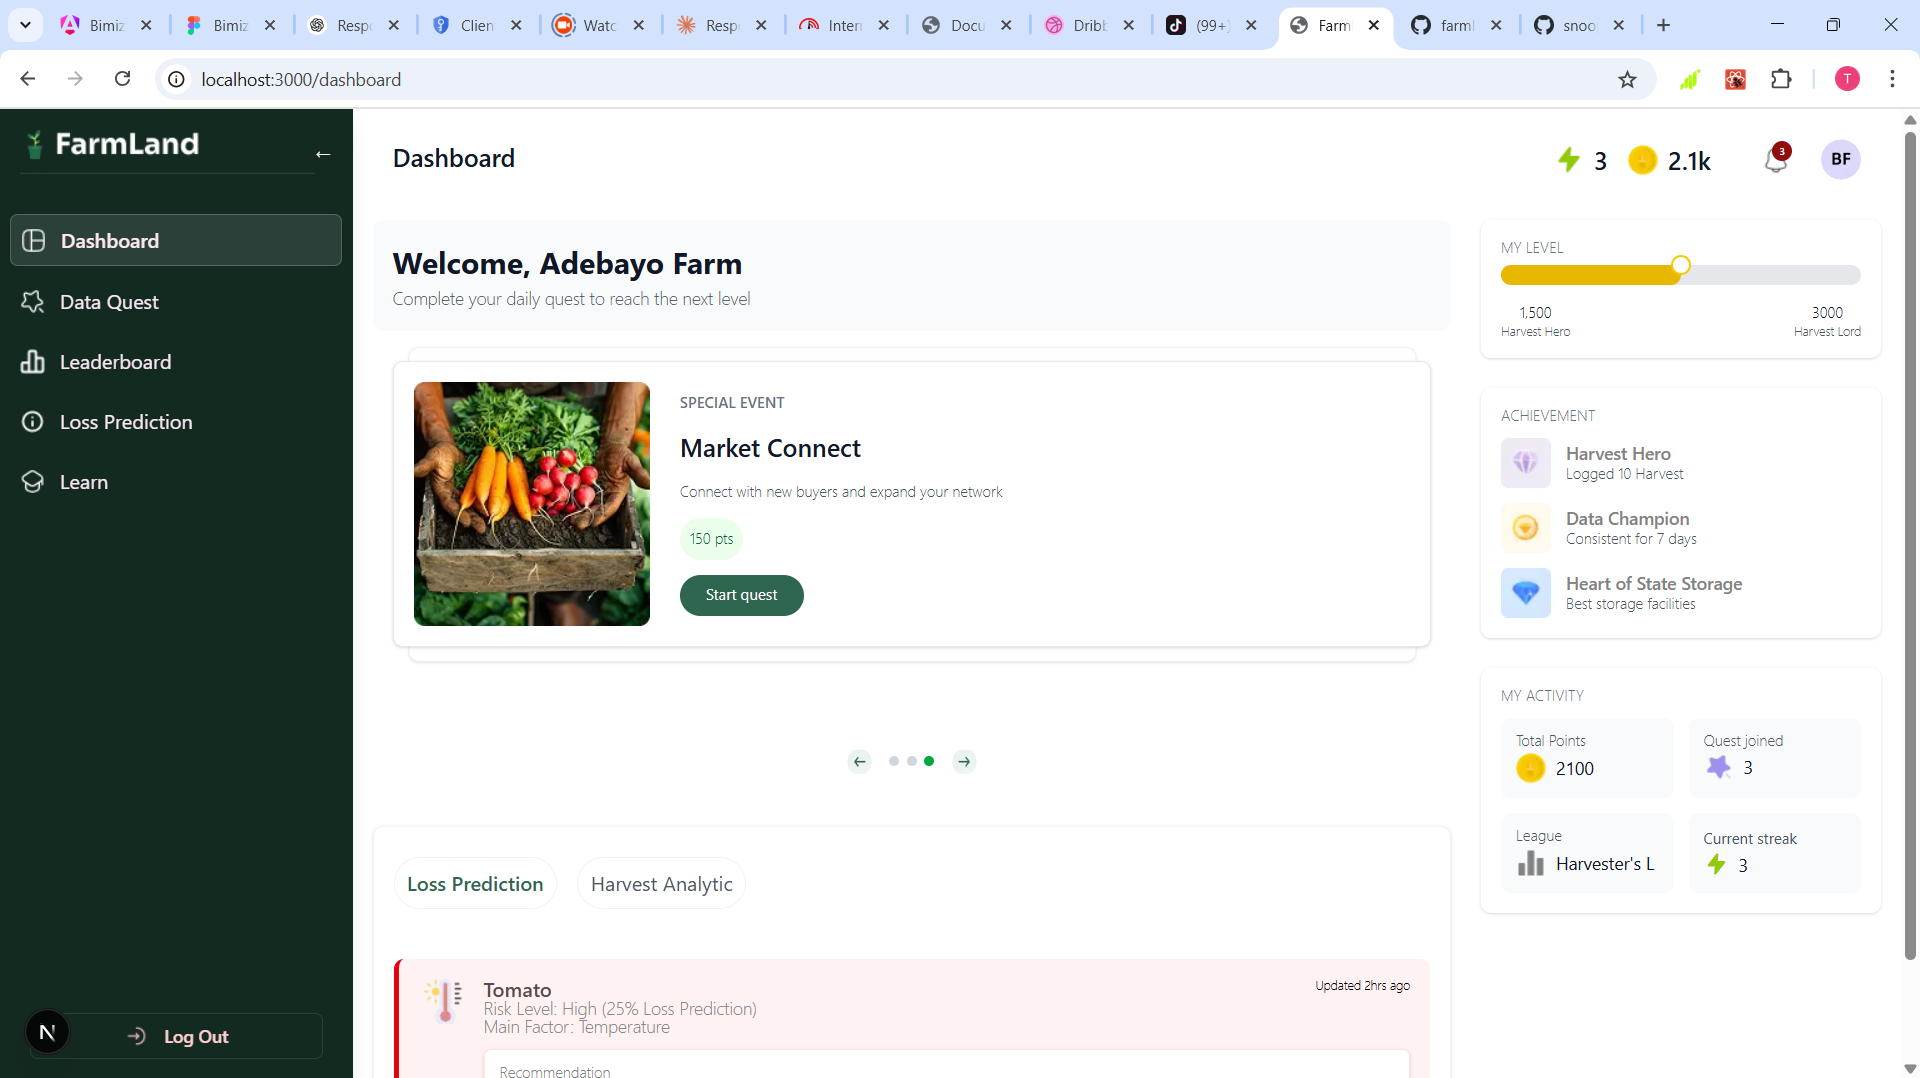 Bimiz
Bimiz
Resp
Clien
Watc
Resp
Intern
Docu
Dribb
(99+)
Farml
farml
snoo
localhost:3000/dashboard
T
FarmLand
←
Dashboard
Data Quest
Leaderboard
Loss Prediction
Learn
N
Log Out
Dashboard
3
2.1k
3
BF
Welcome, Adebayo Farm
Complete your daily quest to reach the next level
SPECIAL EVENT
Market Connect
Connect with new buyers and expand your network
150 pts
Start quest
Loss Prediction
Harvest Analytic
Tomato
Updated 2hrs ago
Risk Level: High (25% Loss Prediction)
Main Factor: Temperature
Recommendation
MY LEVEL
1,500
3000
Harvest Hero
Harvest Lord
ACHIEVEMENT
Harvest Hero
Logged 10 Harvest
Data Champion
Consistent for 7 days
Heart of State Storage
Best storage facilities
MY ACTIVITY
Total Points
2100
Quest joined
3
League
Harvester's L
Current streak
3